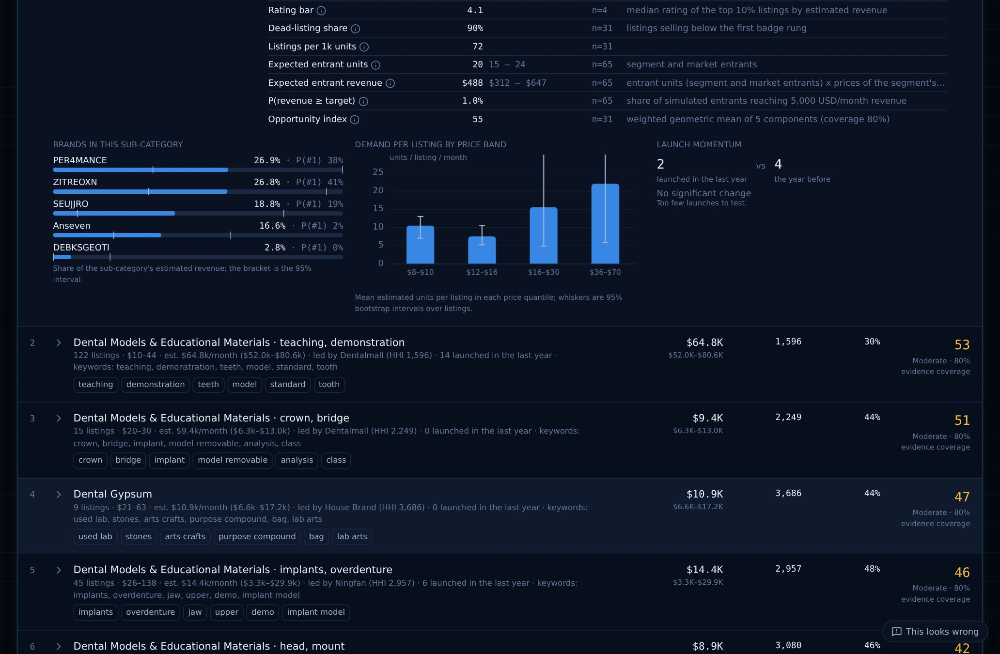 Rating bar 4.1 n=4 median rating of the top 10% listings by estimated revenue
Dead-listing share 90% n=31 listings selling below the first badge rung
Listings per 1k units 72 n=31
Expected entrant units 20 15 – 24 n=65 segment and market entrants
Expected entrant revenue $488 $312 – $647 n=65 entrant units (segment and market entrants) x prices of the segment's...
P(revenue ≥ target) 1.0% n=65 share of simulated entrants reaching 5,000 USD/month revenue
Opportunity index 55 n=31 weighted geometric mean of 5 components (coverage 80%)
BRANDS IN THIS SUB-CATEGORY
PER4MANCE 26.9% · P(#1) 38%
ZITREOXN 26.8% · P(#1) 41%
SEUJJRO 18.8% · P(#1) 19%
Anseven 16.6% · P(#1) 2%
DEBKSGEOTI 2.8% · P(#1) 0%
Share of the sub-category's estimated revenue; the bracket is the 95%
interval.
DEMAND PER LISTING BY PRICE BAND
units / listing / month
25
20
15
10
5
0
$8–$10 $12–$16 $16–$30 $36–$70
Mean estimated units per listing in each price quantile; whiskers are 95%
bootstrap intervals over listings.
LAUNCH MOMENTUM
2 vs 4
launched in the last year the year before
No significant change
Too few launches to test.
2 Dental Models & Educational Materials · teaching, demonstration $64.8K 1,596 30% 53
122 listings · $10–44 · est. $64.8k/month ($52.0k–$80.6k) · led by Dentalmall (HHI 1,596) · 14 launched in the last year · $52.0K–$80.6K
keywords: teaching, demonstration, teeth, model, standard, tooth
Moderate · 80%
evidence coverage
teaching demonstration teeth model standard tooth
3 Dental Models & Educational Materials · crown, bridge $9.4K 2,249 44% 51
15 listings · $20–30 · est. $9.4k/month ($6.3k–$13.0k) · led by Dentalmall (HHI 2,249) · 0 launched in the last year · keywords: $6.3K–$13.0K
crown, bridge, implant, model removable, analysis, class
Moderate · 80%
evidence coverage
crown bridge implant model removable analysis class
4 Dental Gypsum $10.9K 3,686 44% 47
9 listings · $21–63 · est. $10.9k/month ($6.6k–$17.2k) · led by House Brand (HHI 3,686) · 0 launched in the last year · keywords: $6.6K–$17.2K
used lab, stones, arts crafts, purpose compound, bag, lab arts
Moderate · 80%
evidence coverage
used lab stones arts crafts purpose compound bag lab arts
5 Dental Models & Educational Materials · implants, overdenture $14.4K 2,957 48% 46
45 listings · $26–138 · est. $14.4k/month ($3.3k–$29.9k) · led by Ningfan (HHI 2,957) · 6 launched in the last year · keywords: $3.3K–$29.9K
implants, overdenture, jaw, upper, demo, implant model
Moderate · 80%
evidence coverage
implants overdenture jaw upper demo implant model
This looks wrong
6 Dental Models & Educational Materials · head, mount $8.9K 3,080 46% 42